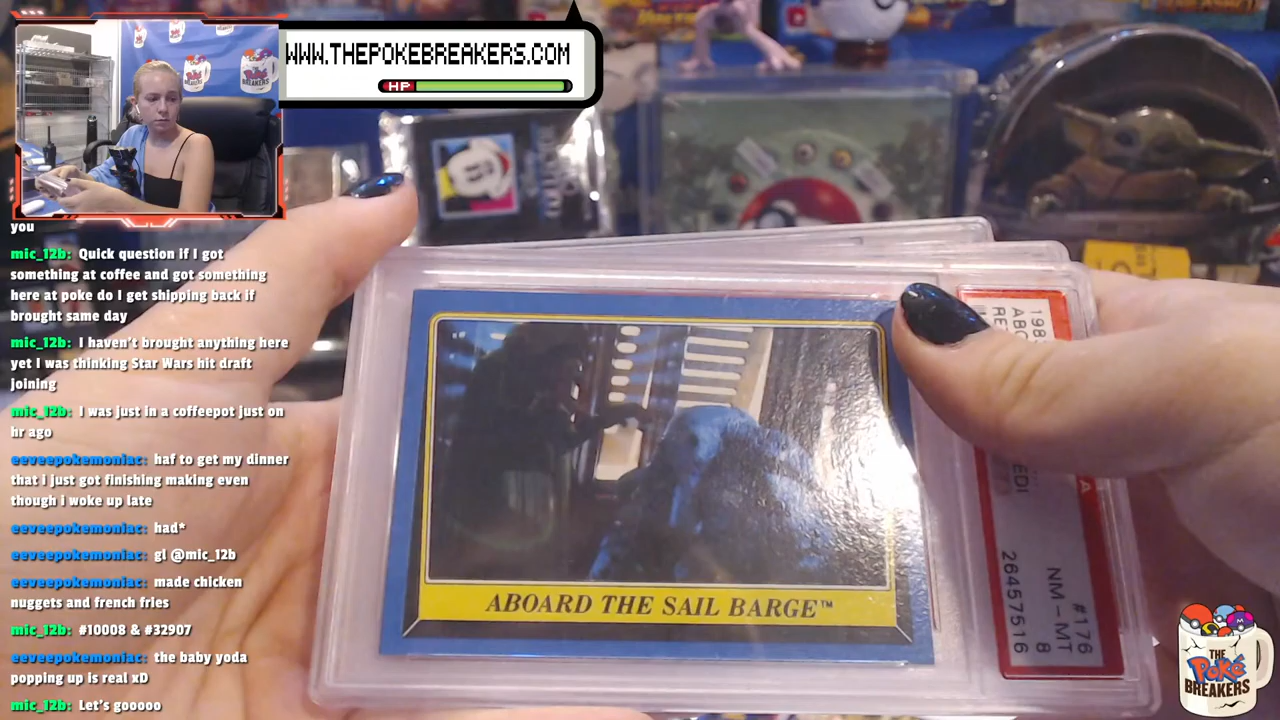 WWW.THEPOKEBREAKERS.COM
HP
you
mic_12b: Quick question if I got
something at coffee and got something
here at poke do I get shipping back if
brought same day
mic_12b: I haven't brought anything here
yet I was thinking Star Wars hit draft
joining
mic_12b: I was just in a coffeepot just on
hr ago
eeveepokemoniac: haf to get my dinner
that i just got finishing making even
though i woke up late
eeveepokemoniac: had*
eeveepokemoniac: gl @mic_12b
eeveepokemoniac: made chicken
nuggets and french fries
mic_12b: #10008 & #32907
eeveepokemoniac: the baby yoda
popping up is real xD
mic_12b: Let's gooooo
ABOARD THE SAIL BARGE™
#176
NM-MT 8
26457516
THE
Poké
BREAKERS